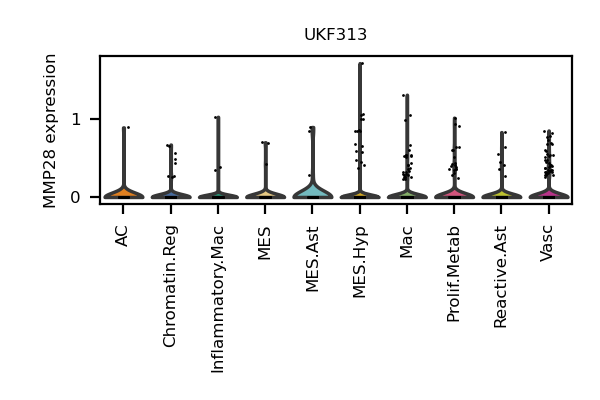 UKF313
MMP28 expression
1
0
AC
Chromatin.Reg
Inflammatory.Mac
MES
MES.Ast
MES.Hyp
Mac
Prolif.Metab
Reactive.Ast
Vasc